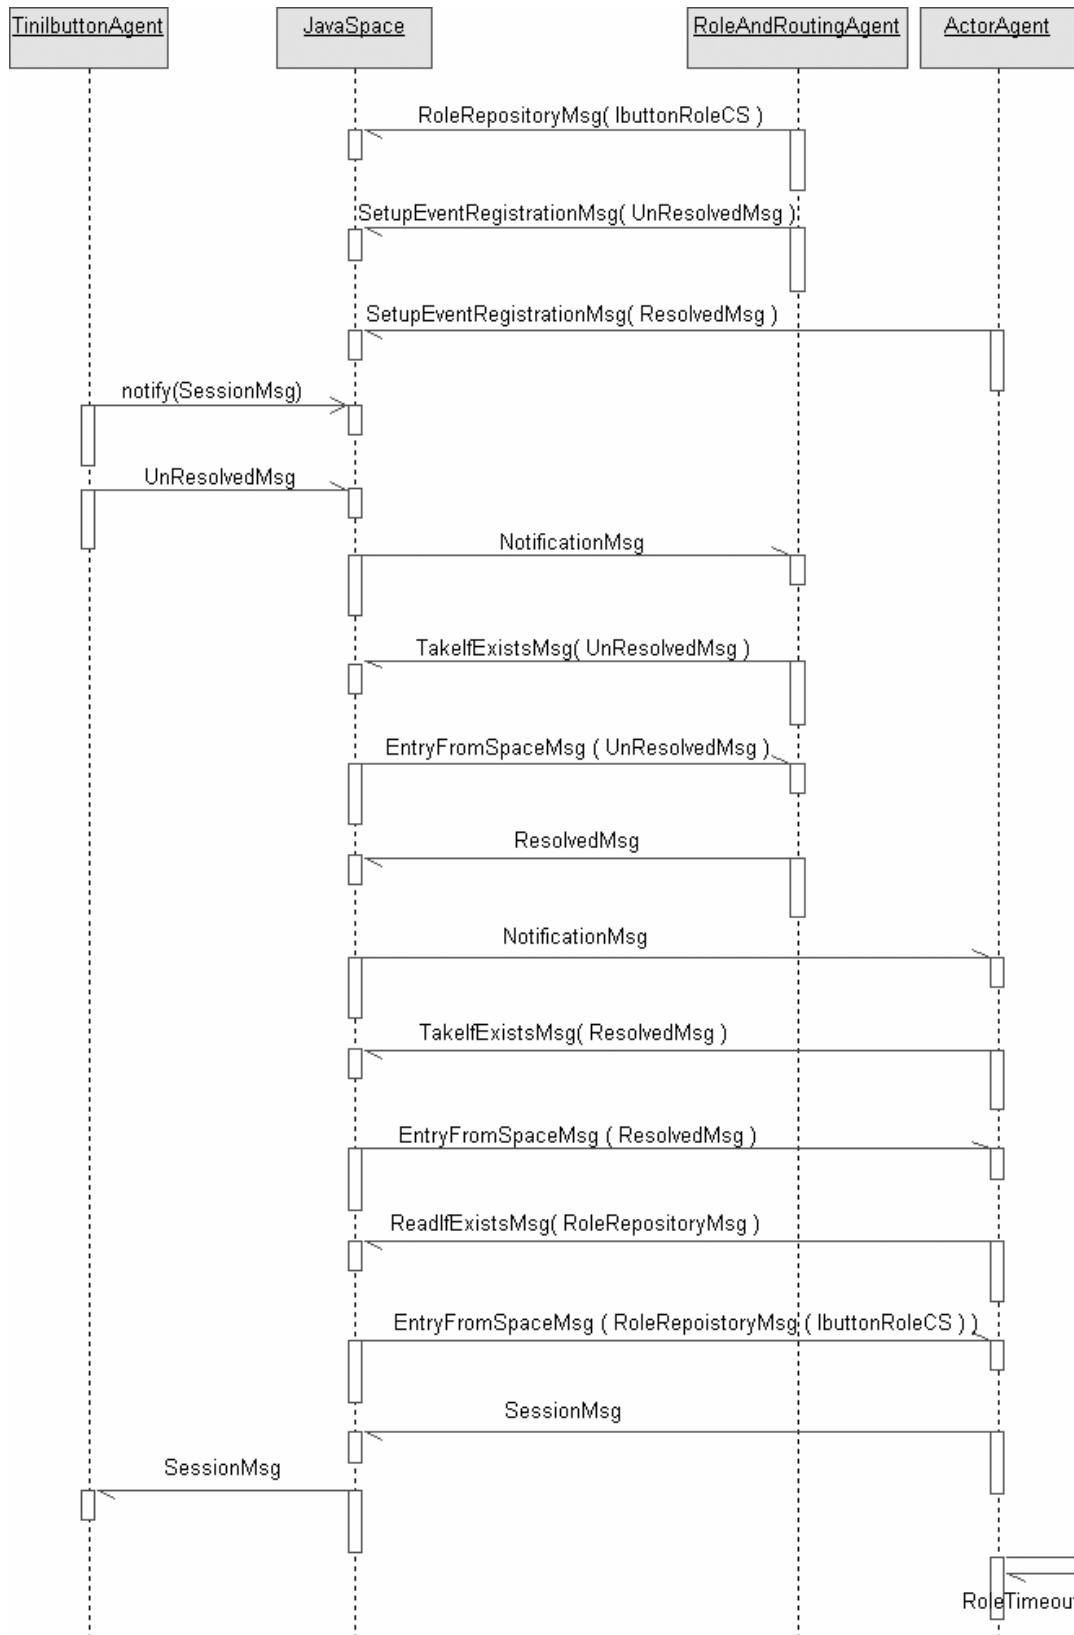 TiniIbuttonAgent
JavaSpace
RoleAndRoutingAgent
ActorAgent
RoleRepositoryMsg( IbuttonRoleCS )
SetupEventRegistrationMsg( UnResolvedMsg )
SetupEventRegistrationMsg( ResolvedMsg )
notify(SessionMsg)
UnResolvedMsg
NotificationMsg
TakeIfExistsMsg( UnResolvedMsg )
EntryFromSpaceMsg ( UnResolvedMsg )
ResolvedMsg
NotificationMsg
TakeIfExistsMsg( ResolvedMsg )
EntryFromSpaceMsg ( ResolvedMsg )
ReadIfExistsMsg( RoleRepositoryMsg )
EntryFromSpaceMsg ( RoleRepoistoryMsg ( IbuttonRoleCS ) )
SessionMsg
SessionMsg
RoleTimeout